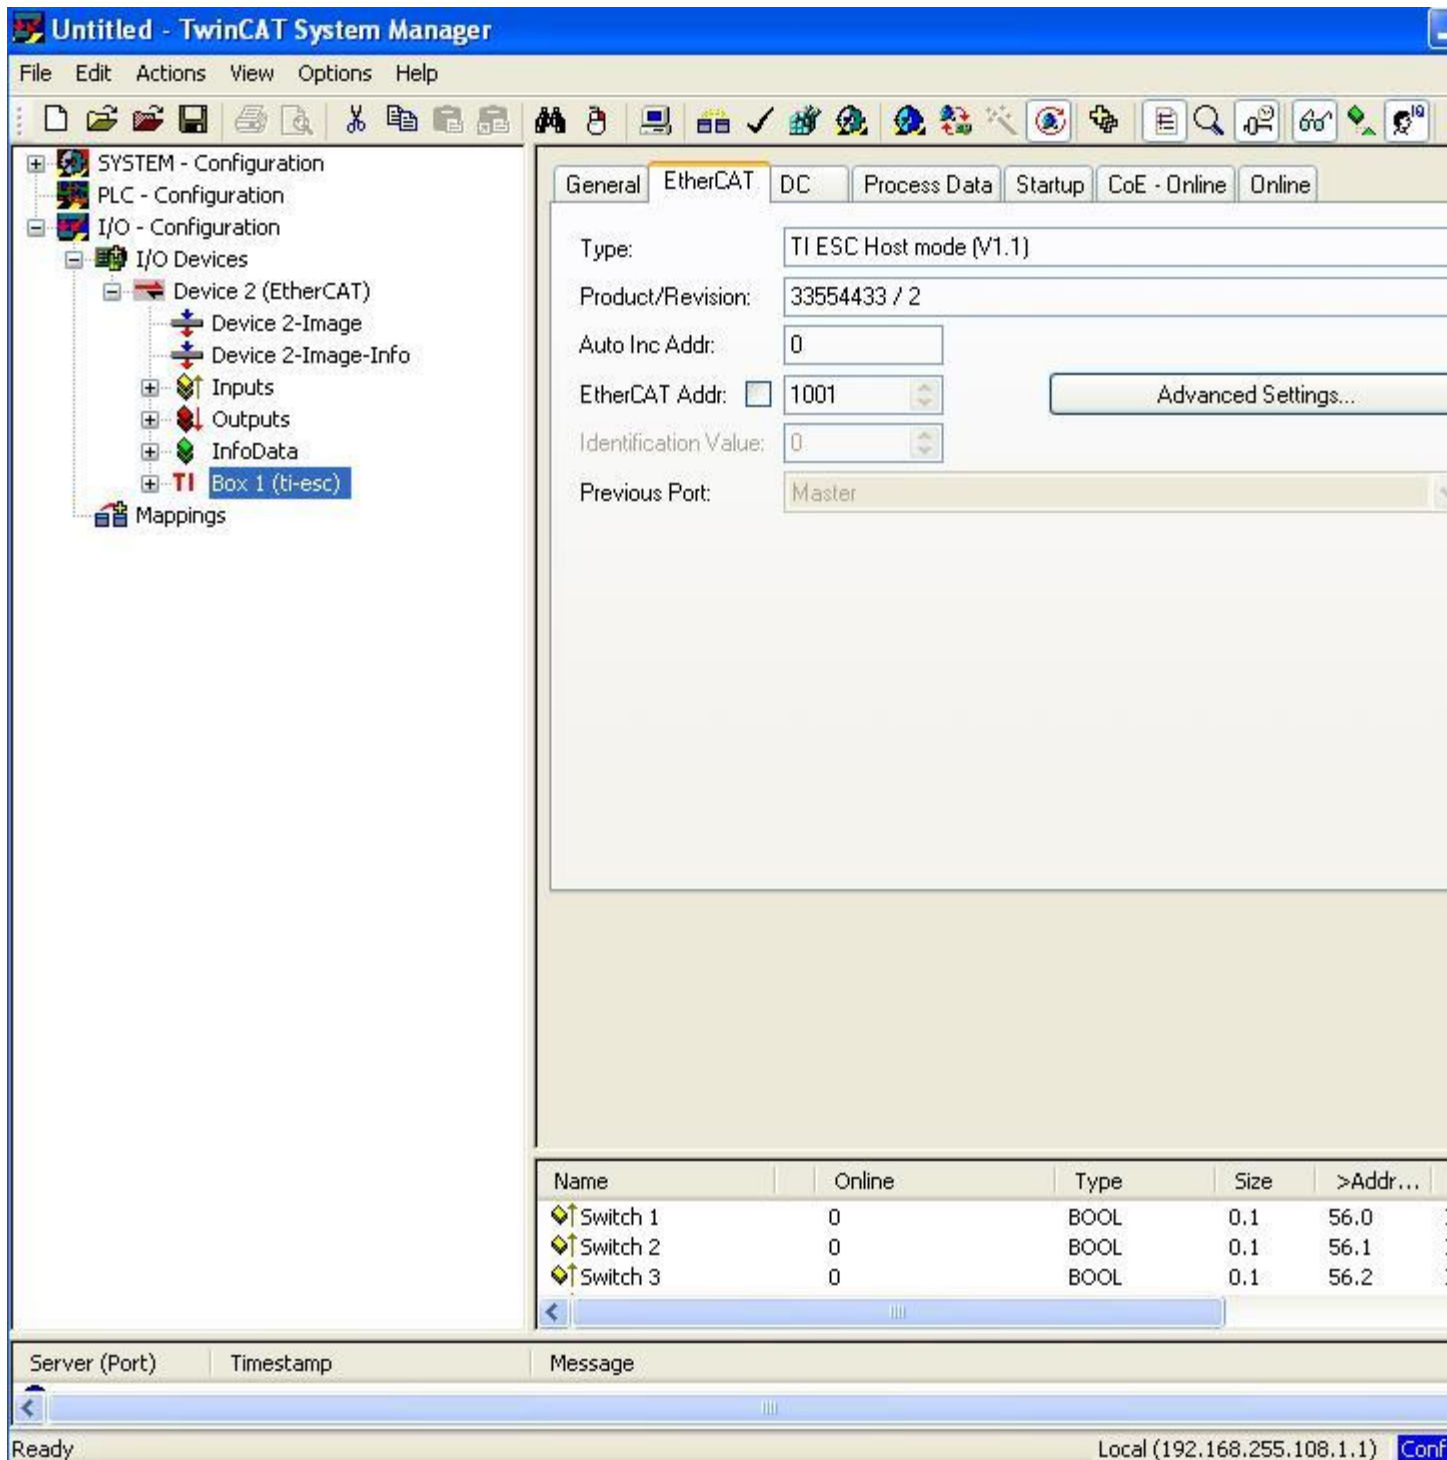 Untitled - TwinCAT System Manager
File Edit Actions View Options Help
SYSTEM - Configuration
PLC - Configuration
I/O - Configuration
I/O Devices
Device 2 (EtherCAT)
Device 2-Image
Device 2-Image-Info
Inputs
Outputs
InfoData
TI Box 1 (ti-esc)
Mappings
General EtherCAT DC Process Data Startup CoE - Online Online
Type: TI ESC Host mode (V1.1)
Product/Revision: 33554433 / 2
Auto Inc Addr: 0
EtherCAT Addr: 1001 Advanced Settings...
Identification Value: 0
Previous Port: Master
Name Online Type Size >Addr...
Switch 1 0 BOOL 0.1 56.0
Switch 2 0 BOOL 0.1 56.1
Switch 3 0 BOOL 0.1 56.2
Server (Port) Timestamp Message
Ready Local (192.168.255.108.1.1) Conf